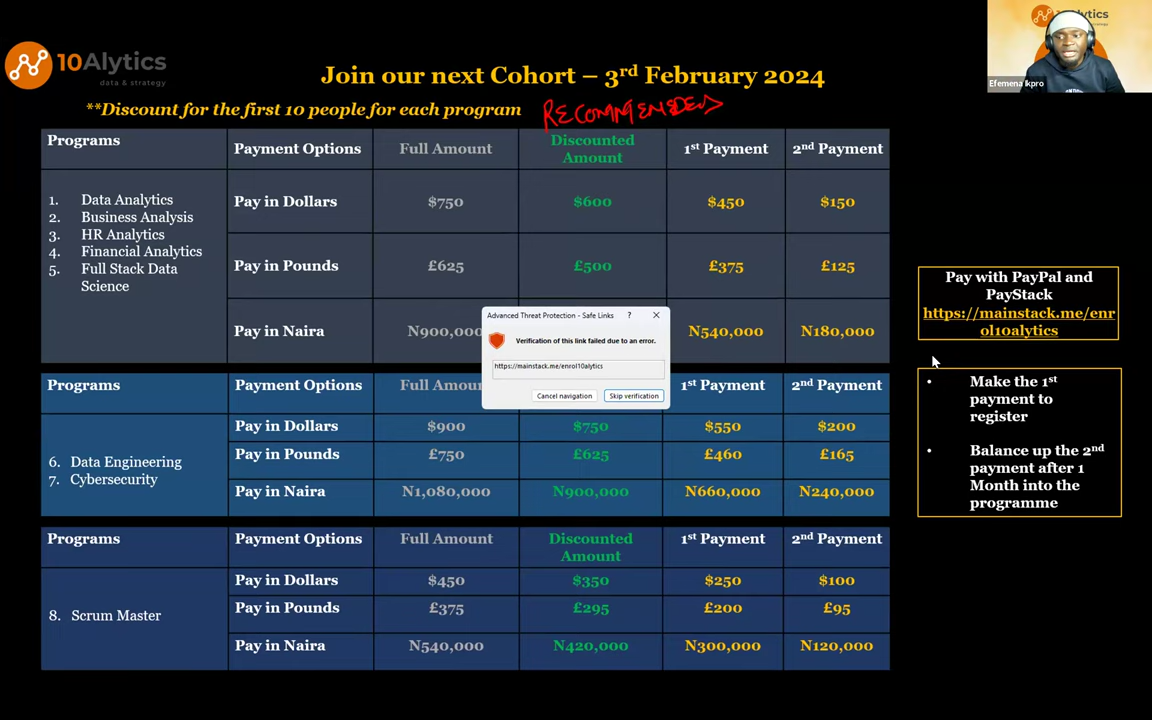 10Alytics
data & strategy
Join our next Cohort – 3rd February 2024
**Discount for the first 10 people for each program
RECOMMENDED
Efemena Ikpro
Programs
Payment Options
Full Amount
Discounted Amount
1st Payment
2nd Payment
1. Data Analytics
2. Business Analysis
3. HR Analytics
4. Financial Analytics
5. Full Stack Data
Science
Pay in Dollars
$750
$600
$450
$150
Pay in Pounds
£625
£500
£375
£125
Pay in Naira
N900,000
N540,000
N180,000
Advanced Threat Protection - Safe Links
?
Verification of this link failed due to an error.
https://mainstack.me/enrol10alytics
Cancel navigation
Skip verification
Programs
Payment Options
Full Amoun
1st Payment
2nd Payment
6. Data Engineering
7. Cybersecurity
Pay in Dollars
$900
$750
$550
$200
Pay in Pounds
£750
£625
£460
£165
Pay in Naira
N1,080,000
N900,000
N660,000
N240,000
Programs
Payment Options
Full Amount
Discounted Amount
1st Payment
2nd Payment
8. Scrum Master
Pay in Dollars
$450
$350
$250
$100
Pay in Pounds
£375
£295
£200
£95
Pay in Naira
N540,000
N420,000
N300,000
N120,000
Pay with PayPal and
PayStack
https://mainstack.me/enr
ol10alytics
• Make the 1st
payment to
register
• Balance up the 2nd
payment after 1
Month into the
programme